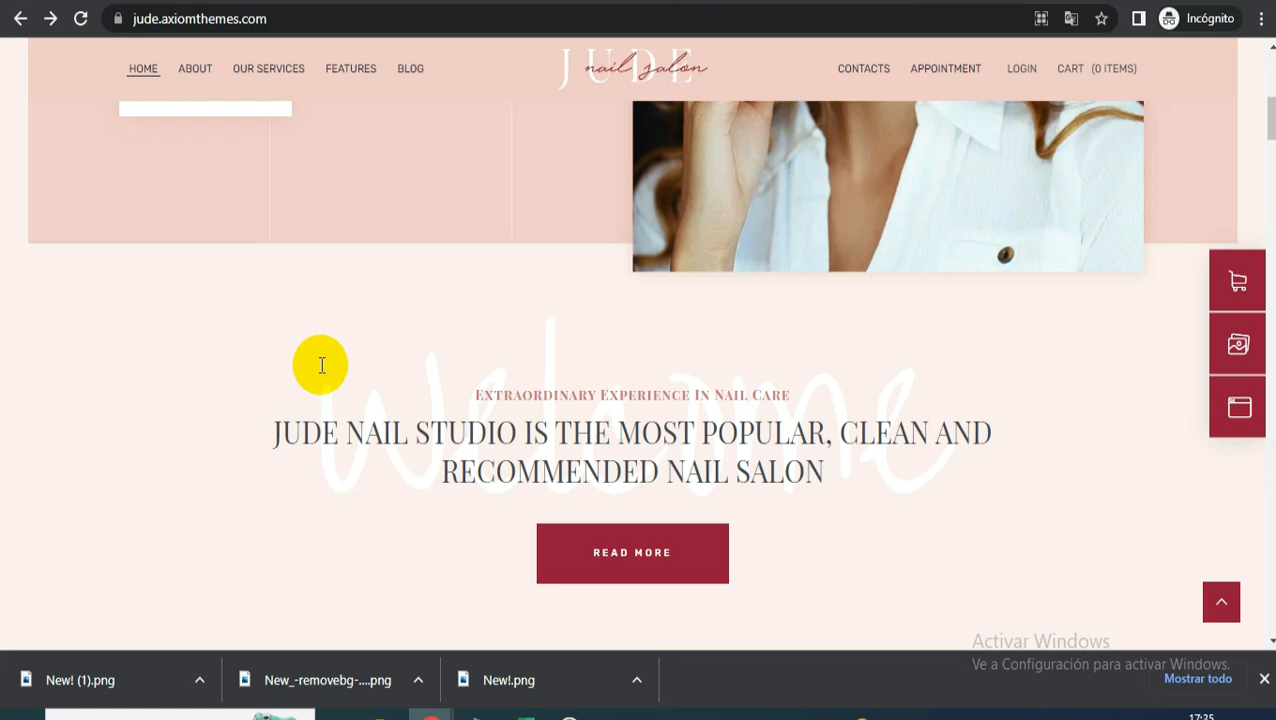 jude.axiomthemes.com
Incógnito
HOME ABOUT OUR SERVICES FEATURES BLOG
JUDE
nail salon
CONTACTS APPOINTMENT LOGIN CART (0 ITEMS)
Welcome
EXTRAORDINARY EXPERIENCE IN NAIL CARE
JUDE NAIL STUDIO IS THE MOST POPULAR, CLEAN AND
RECOMMENDED NAIL SALON
READ MORE
Activar Windows
Ve a Configuración para activar Windows.
New! (1).png
New_-removebg-....png
New!.png
Mostrar todo
17:35